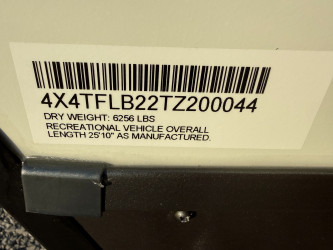 4X4TFLB22TZ200044
DRY WEIGHT: 6256 LBS
RECREATIONAL VEHICLE OVERALL
LENGTH 25'10" AS MANUFACTURED.